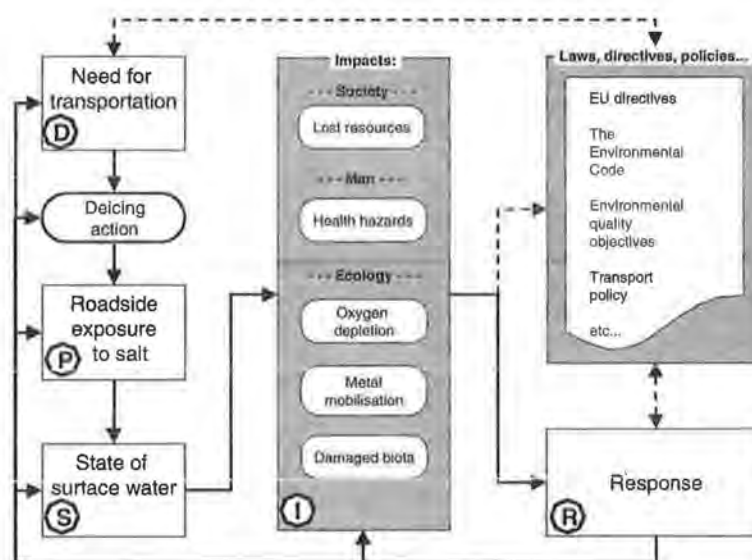 Need for
transportation
D
Deicing
action
Roadside
exposure
to salt
P
State of
surface water
S
Impacts:
Society
Lost resources
Man
Health hazards
Ecology
Oxygen
depletion
Metal
mobilisation
Damaged biota
I
Laws, directives, policies...
EU directives
The
Environmental
Code
Environmental
quality
objectives
Transport
policy
etc...
Response
R